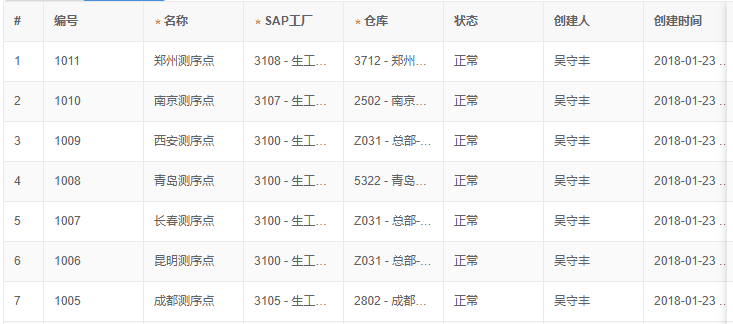 # 编号 * 名称 * SAP工厂 * 仓库 状态 创建人 创建时间
1 1011 郑州测序点 3108 - 生工... 3712 - 郑州... 正常 吴守丰 2018-01-23 ..
2 1010 南京测序点 3107 - 生工... 2502 - 南京... 正常 吴守丰 2018-01-23 ..
3 1009 西安测序点 3100 - 生工... Z031 - 总部-... 正常 吴守丰 2018-01-23 ..
4 1008 青岛测序点 3100 - 生工... 5322 - 青岛... 正常 吴守丰 2018-01-23 ..
5 1007 长春测序点 3100 - 生工... Z031 - 总部-... 正常 吴守丰 2018-01-23 ..
6 1006 昆明测序点 3100 - 生工... Z031 - 总部-... 正常 吴守丰 2018-01-23 ..
7 1005 成都测序点 3105 - 生工... 2802 - 成都... 正常 吴守丰 2018-01-23 ..